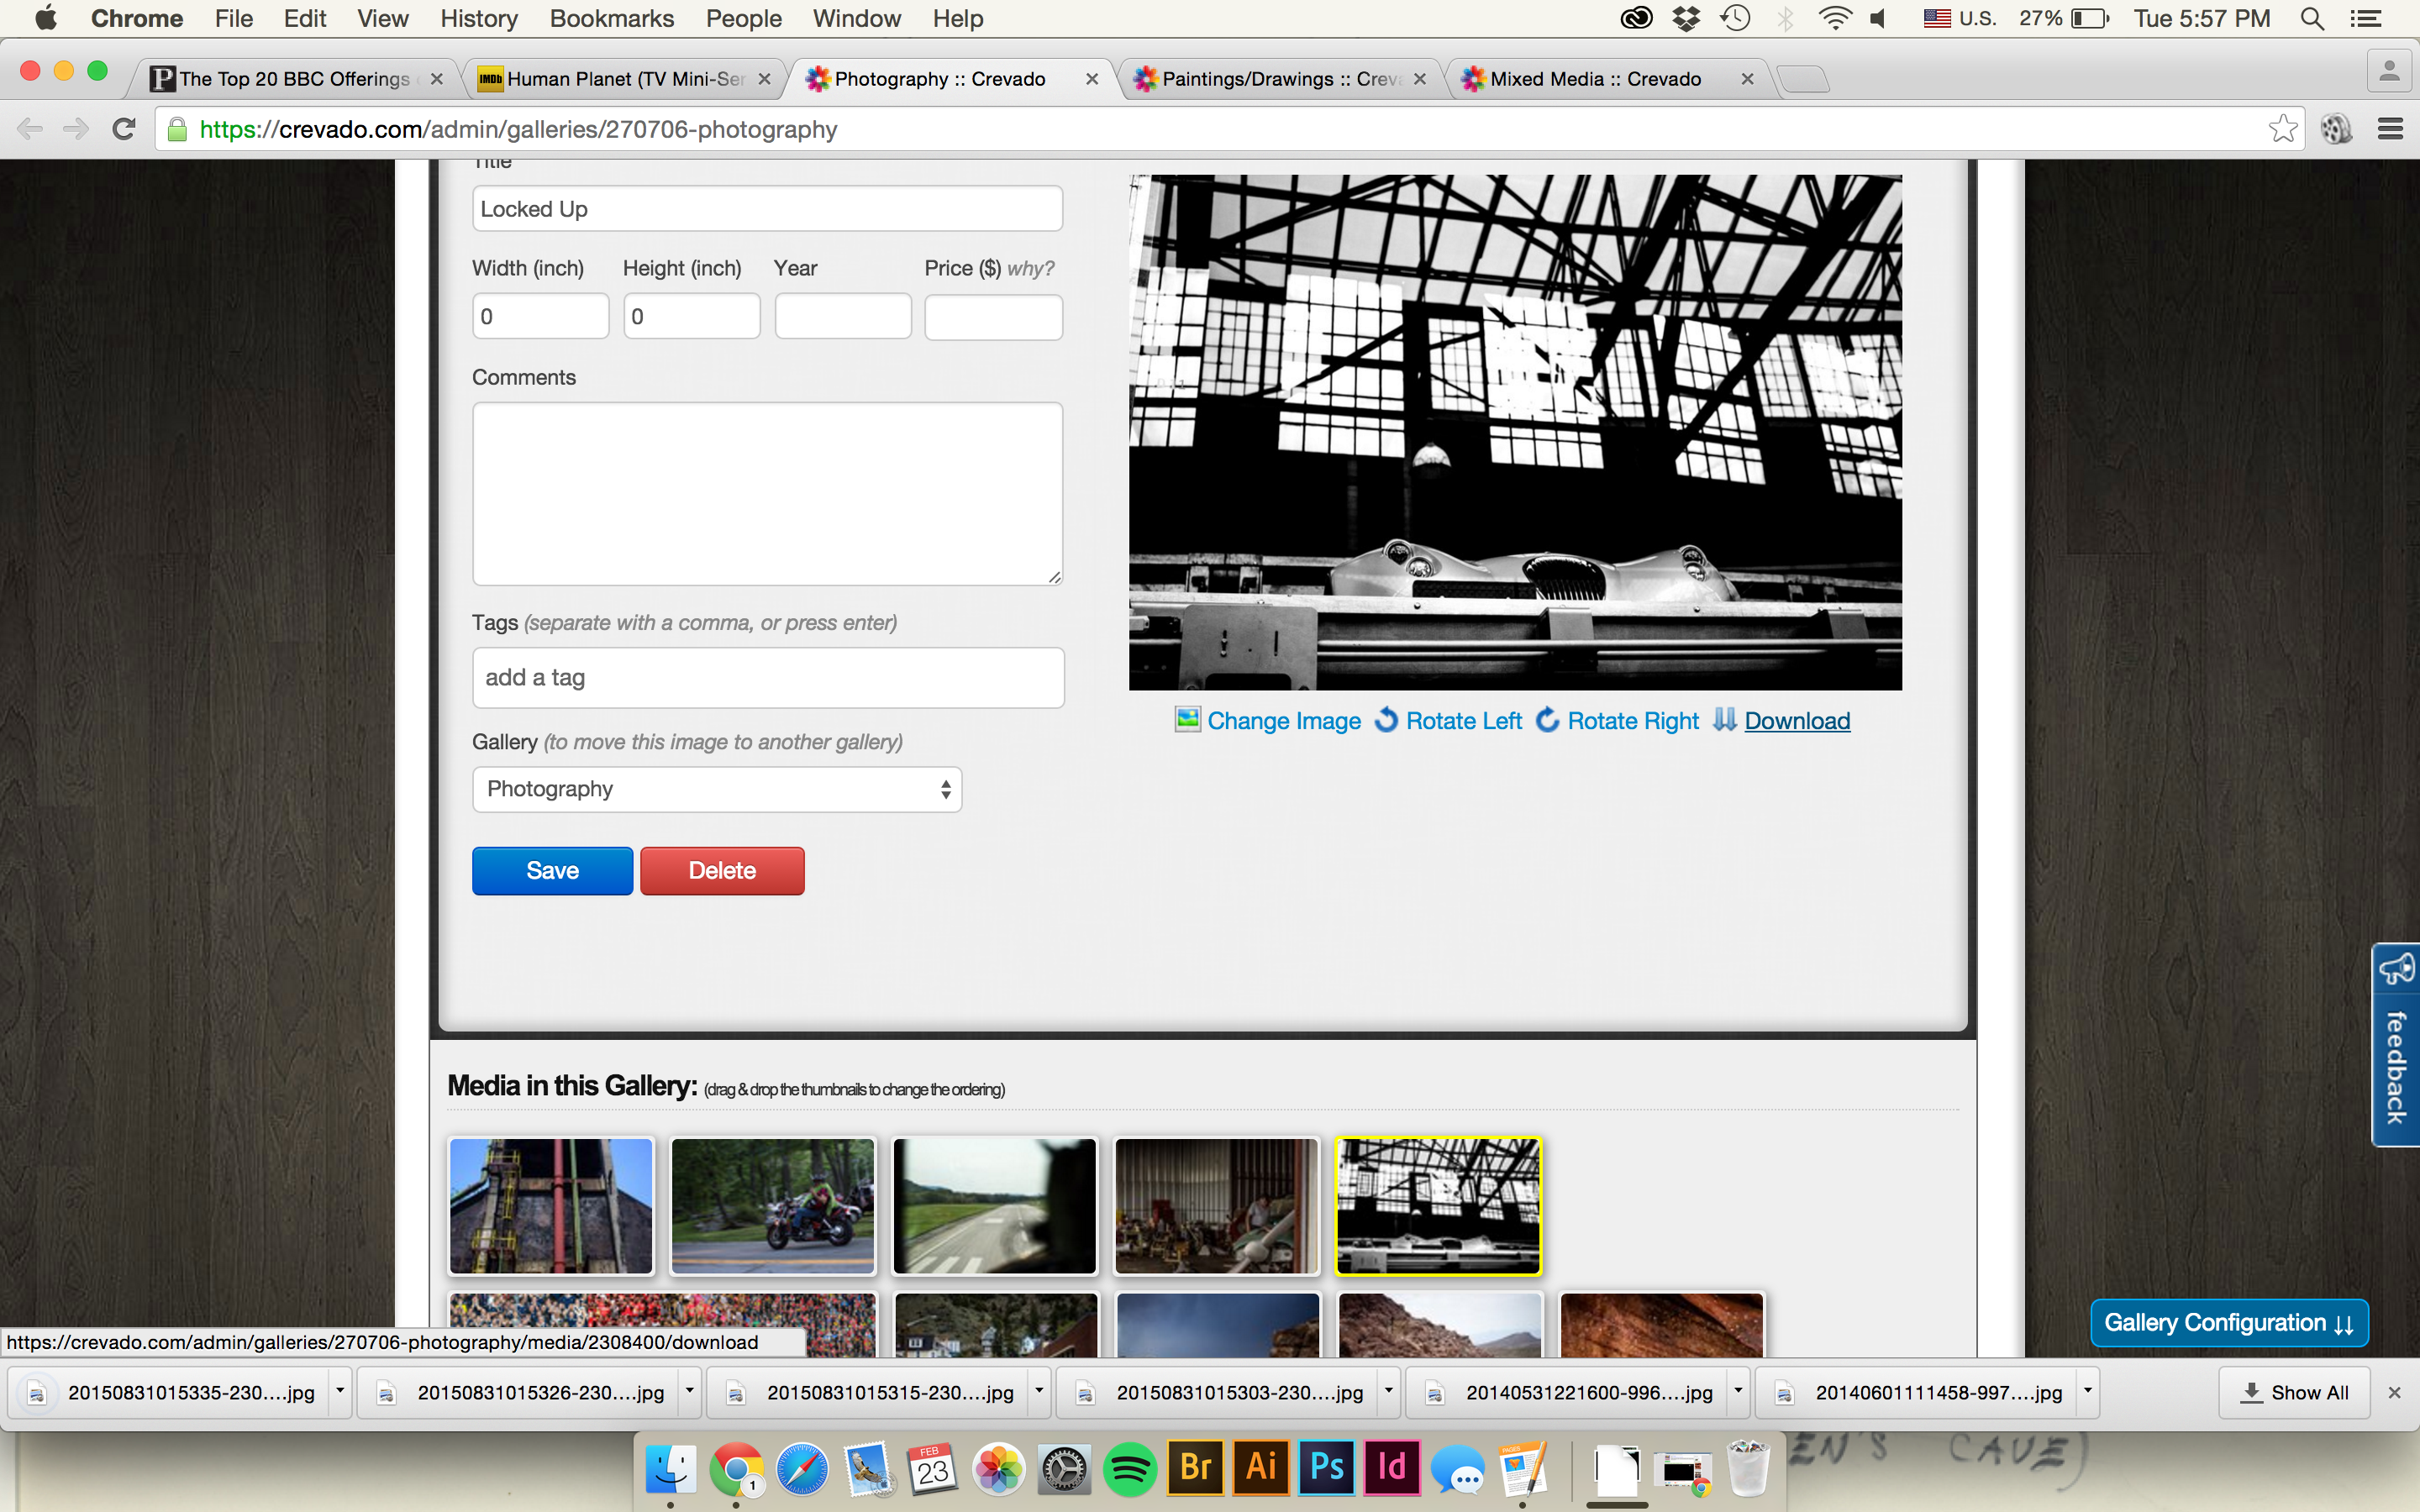 Chrome File Edit View History Bookmarks People Window Help U.S. 27% Tue 5:57 PM
The Top 20 BBC Offerings Human Planet (TV Mini-Ser Photography :: Crevado Paintings/Drawings :: Creva Mixed Media :: Crevado
https://crevado.com/admin/galleries/270706-photography
Title
Locked Up
Width (inch) Height (inch) Year Price ($) why?
0 0
Comments
Tags (separate with a comma, or press enter)
add a tag
Change Image Rotate Left Rotate Right Download
Gallery (to move this image to another gallery)
Photography
Save Delete
feedback
Media in this Gallery: (drag & drop the thumbnails to change the ordering)
Gallery Configuration
https://crevado.com/admin/galleries/270706-photography/media/2308400/download
20150831015335-230....jpg 20150831015326-230....jpg 20150831015315-230....jpg 20150831015303-230....jpg 20140531221600-996....jpg 20140601111458-997....jpg Show All
FEB
23
1
Br Ai Ps Id
PAGES
EN'S CAVE)